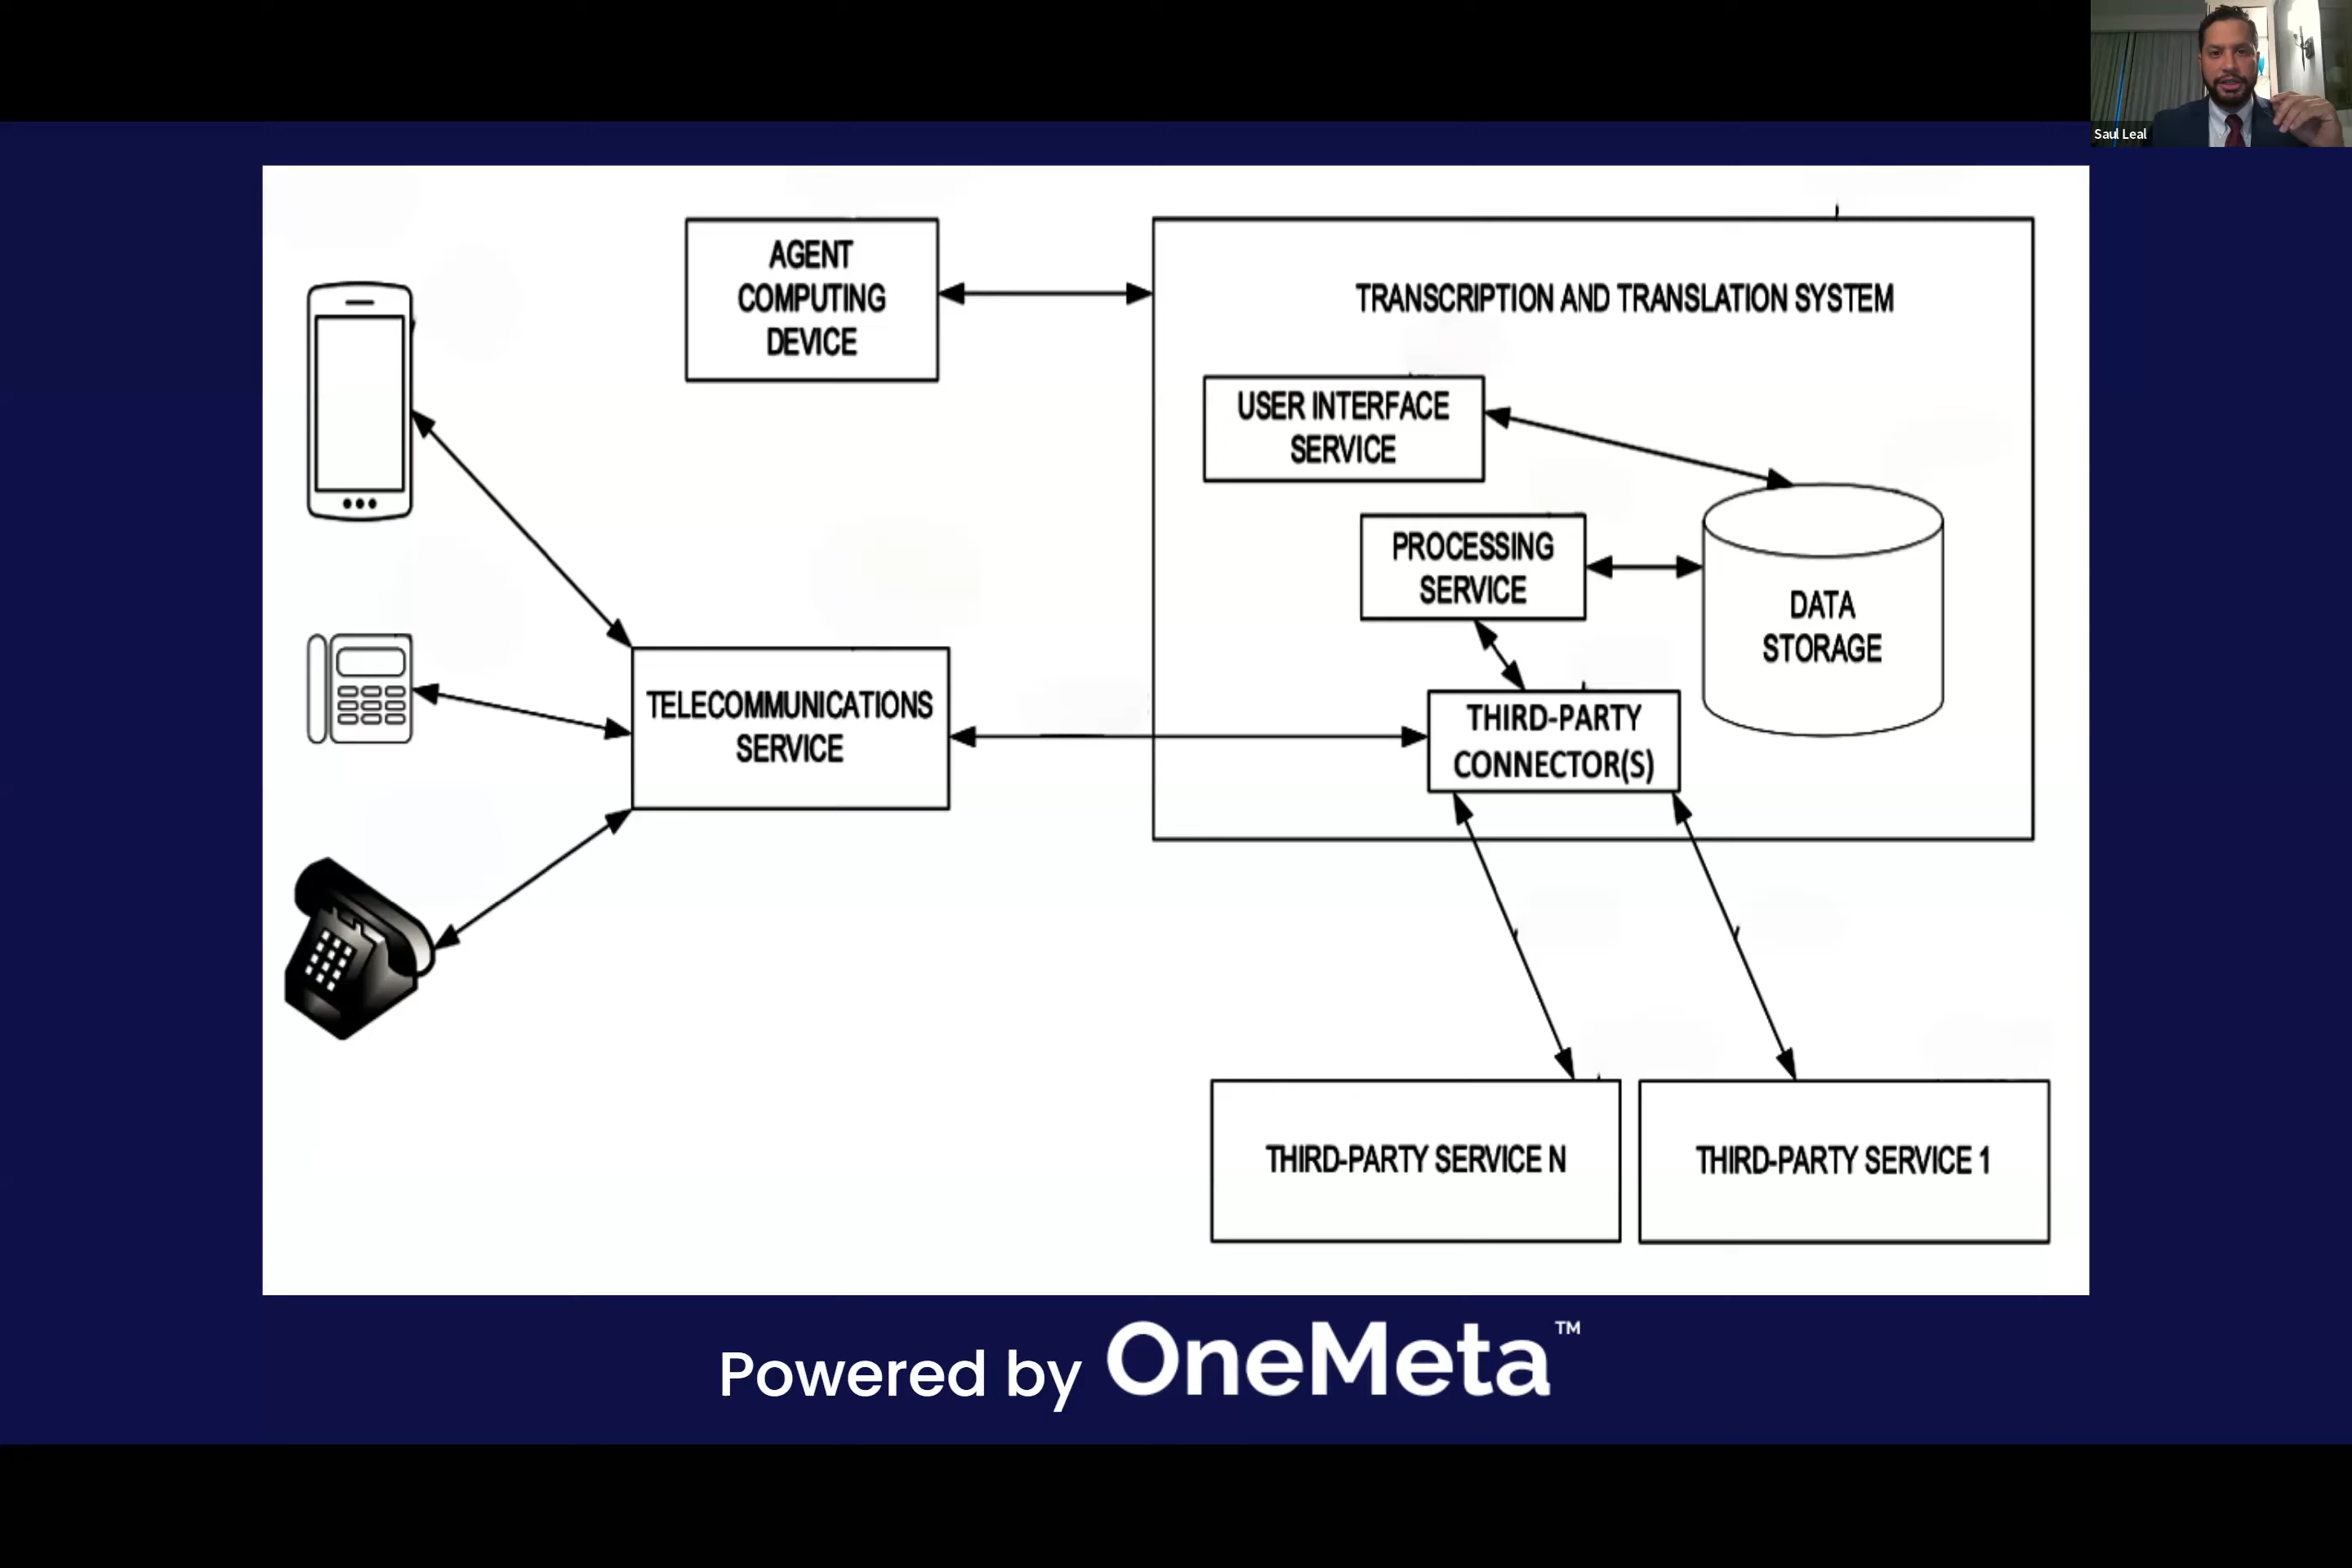 Saul Leal
AGENT
COMPUTING
DEVICE
TRANSCRIPTION AND TRANSLATION SYSTEM
USER INTERFACE
SERVICE
PROCESSING
SERVICE
DATA
STORAGE
TELECOMMUNICATIONS
SERVICE
THIRD-PARTY
CONNECTOR(S)
THIRD-PARTY SERVICE N
THIRD-PARTY SERVICE 1
Powered by OneMeta™